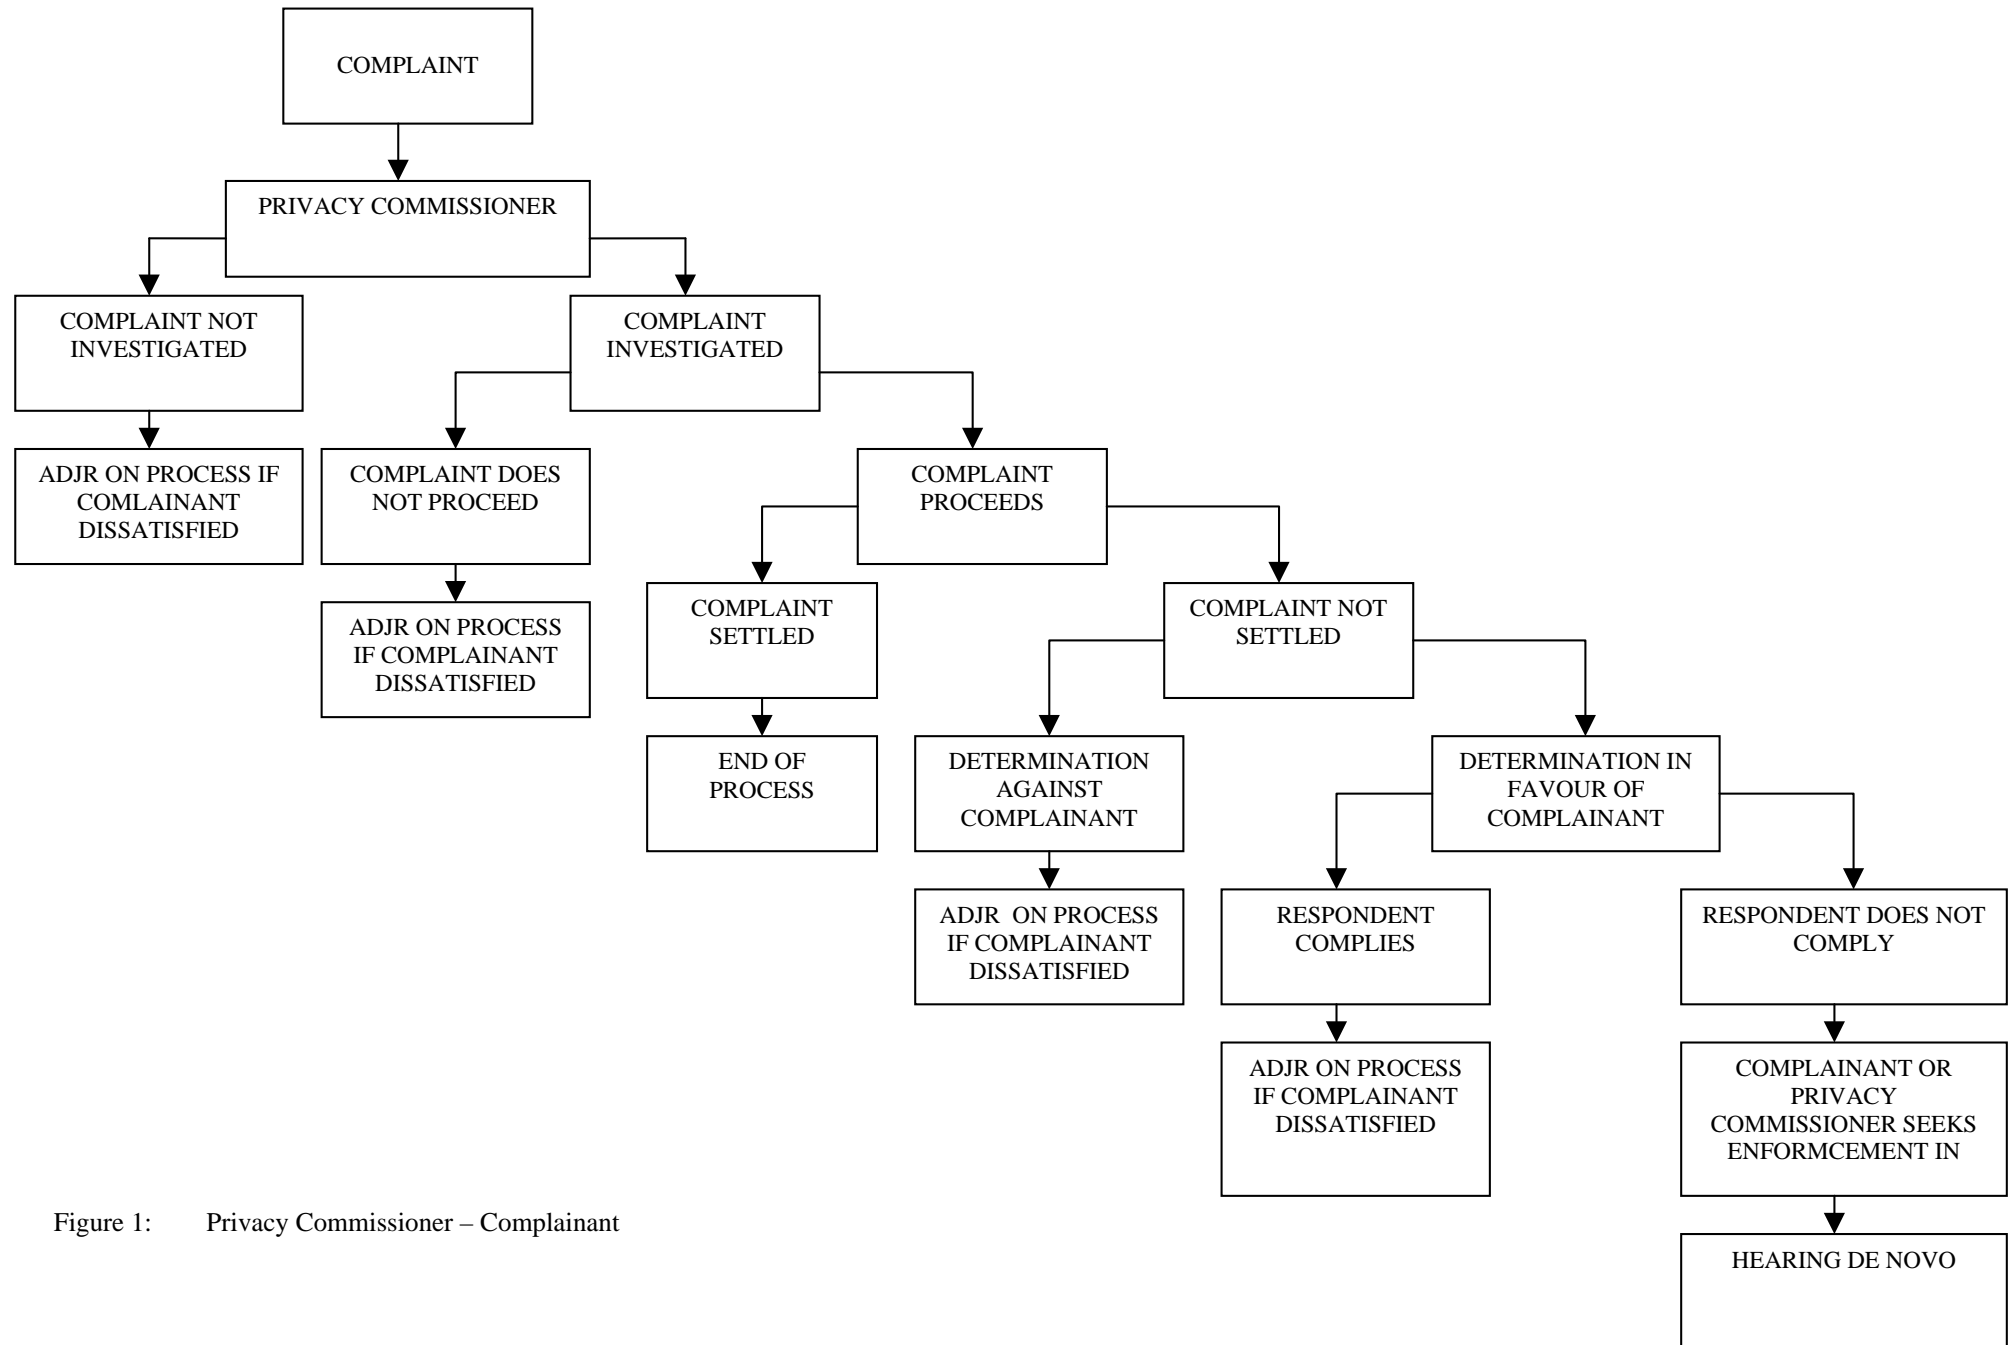 COMPLAINT
PRIVACY COMMISSIONER
COMPLAINT NOT
INVESTIGATED
COMPLAINT
INVESTIGATED
ADJR ON PROCESS IF
COMLAINANT
DISSATISFIED
COMPLAINT DOES
NOT PROCEED
COMPLAINT
PROCEEDS
ADJR ON PROCESS
IF COMPLAINANT
DISSATISFIED
COMPLAINT
SETTLED
COMPLAINT NOT
SETTLED
END OF
PROCESS
DETERMINATION
AGAINST
COMPLAINANT
DETERMINATION IN
FAVOUR OF
COMPLAINANT
ADJR  ON PROCESS
IF COMPLAINANT
DISSATISFIED
RESPONDENT
COMPLIES
RESPONDENT DOES NOT
COMPLY
ADJR ON PROCESS
IF COMPLAINANT
DISSATISFIED
COMPLAINANT OR
PRIVACY
COMMISSIONER SEEKS
ENFORMCEMENT IN
HEARING DE NOVO
Figure 1: Privacy Commissioner – Complainant